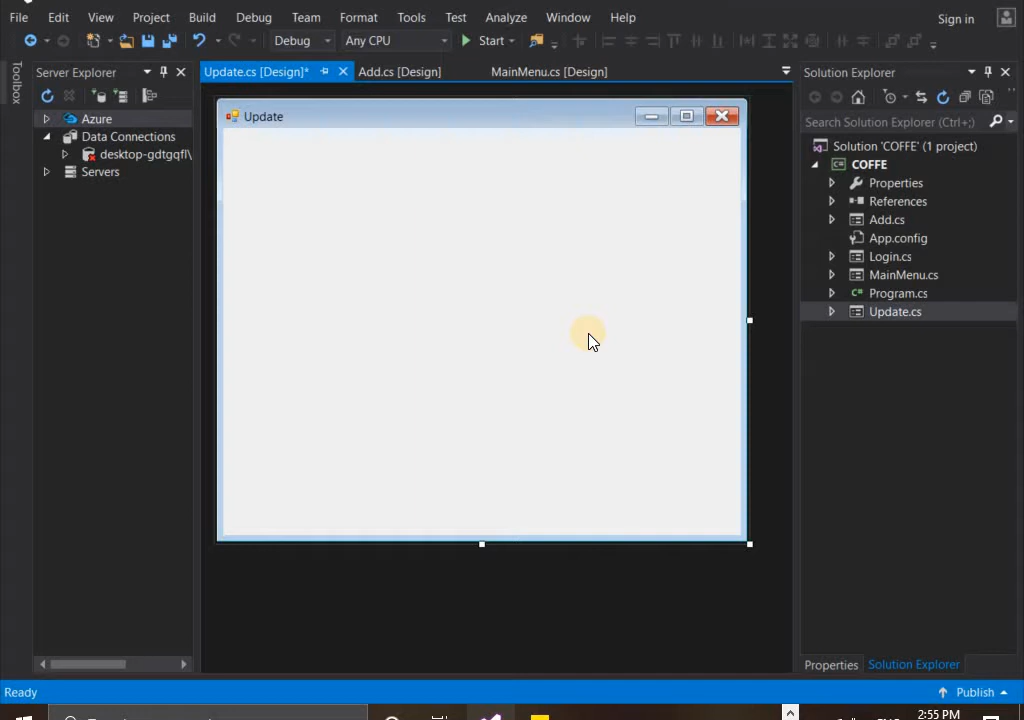 File Edit View Project Build Debug Team Format Tools Test Analyze Window Help Sign in
Debug Any CPU Start
Toolbox
Server Explorer
Azure
Data Connections
desktop-gdtgqfl\
Servers
Update.cs [Design]* Add.cs [Design] MainMenu.cs [Design]
Update
Solution Explorer
Search Solution Explorer (Ctrl+;)
Solution 'COFFE' (1 project)
COFFE
Properties
References
Add.cs
App.config
Login.cs
MainMenu.cs
Program.cs
Update.cs
Properties Solution Explorer
Ready Publish
2:55 PM